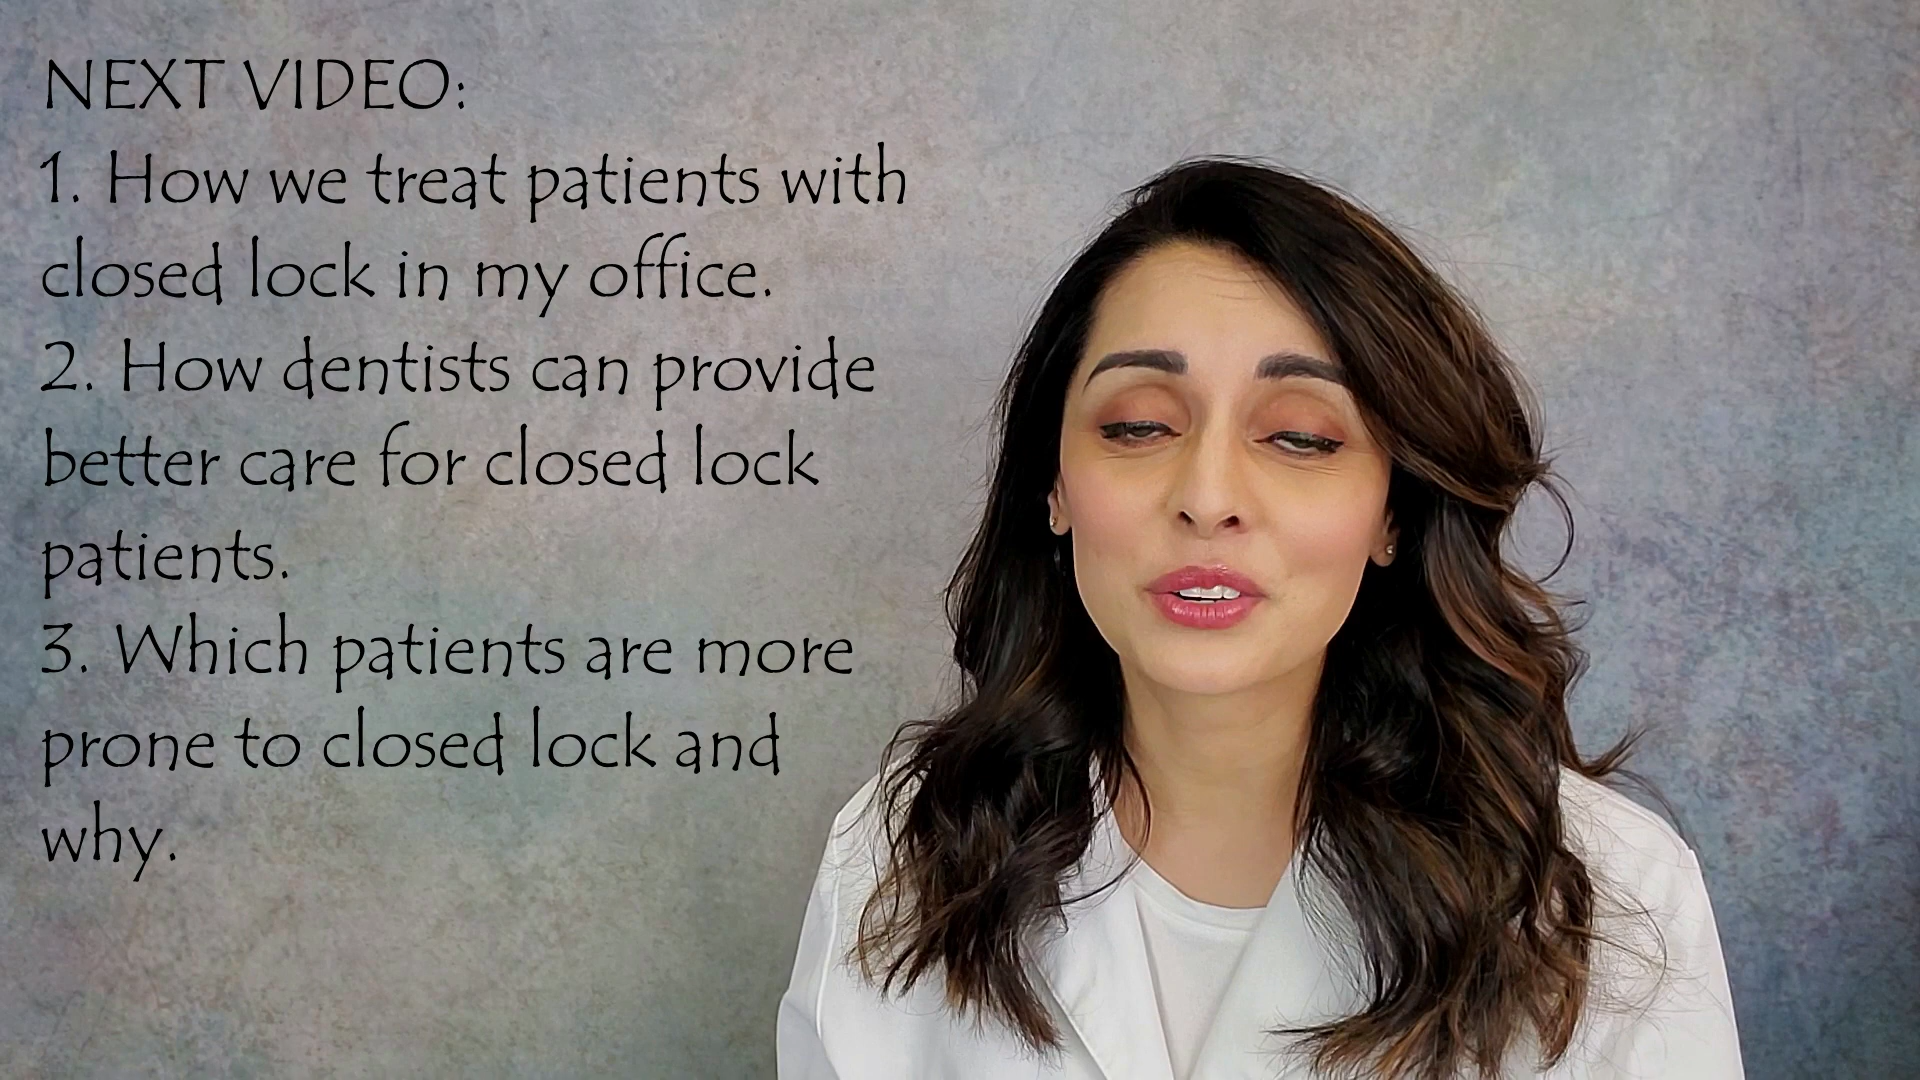 NEXT VIDEO:
1. How we treat patients with
closed lock in my office.
2. How dentists can provide
better care for closed lock
patients.
3. Which patients are more
prone to closed lock and
why.